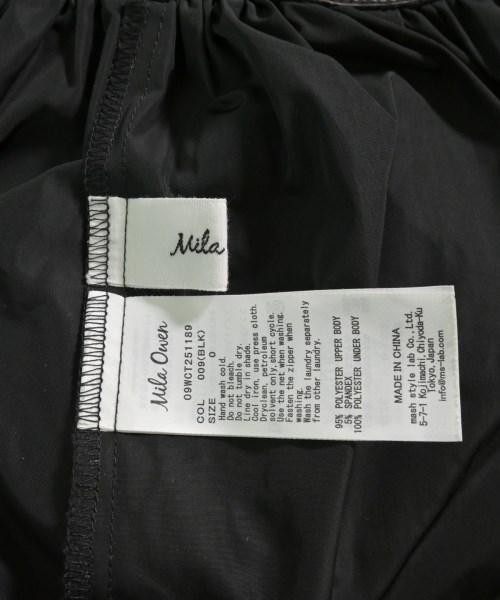 Mila
Mila Owen
09WCT251189
COL 009(BLK)
SIZE 0
Hand wash cold.
Do not bleach.
Do not tumble dry.
Line dry in shade.
Cool iron, use press cloth.
Dryclean, petroleum
solvent only, short cycle.
Use the net when washing.
Fasten the zipper when
washing.
Wash the laundry separately
from other laundry.
95% POLYESTER UPPER BODY
5% SPANDEX
100% POLYESTER UNDER BODY
MADE IN CHINA
mash style lab Co., Ltd.
5-7-1 Kojimachi, Chiyoda-Ku
Tokyo, Japan
info@ms-lab.com